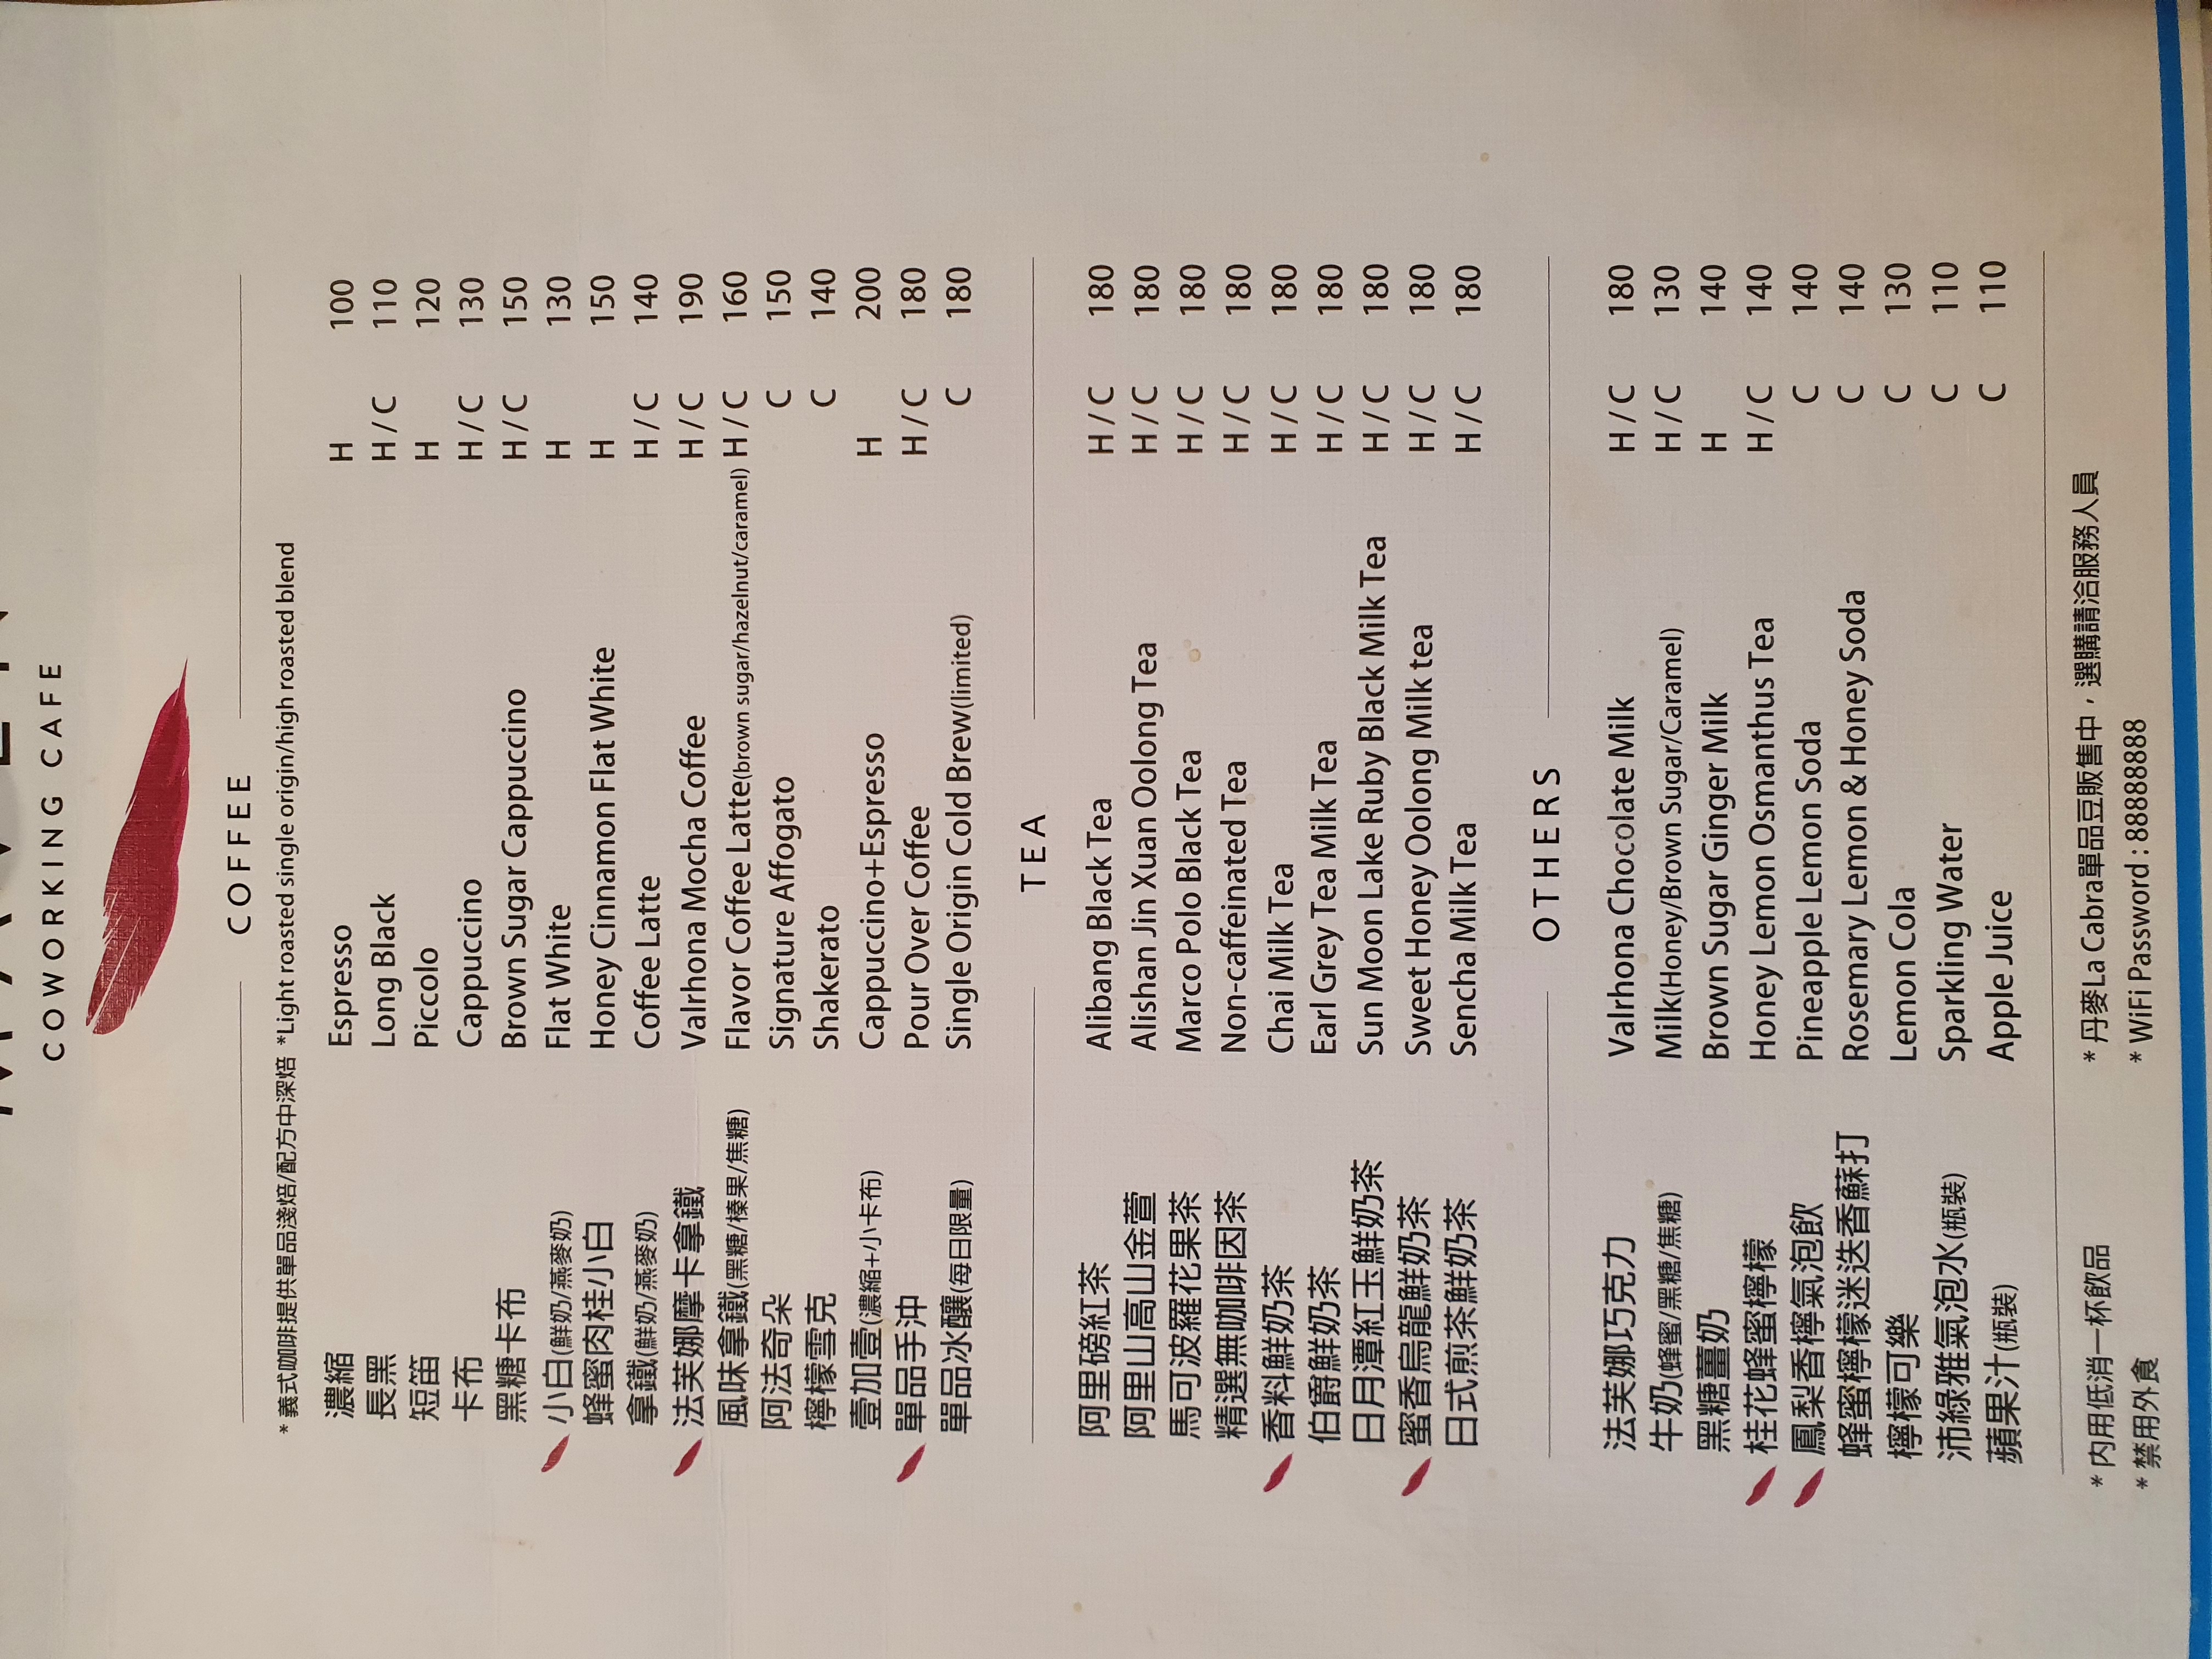 MAVEN
COWORKING CAFE
COFFEE
* 義式咖啡提供單品淺焙/配方中深焙 *Light roasted single origin/high roasted blend
濃縮 Espresso H 100
長黑 Long Black H / C 110
短笛 Piccolo H 120
卡布 Cappuccino H / C 130
黑糖卡布 Brown Sugar Cappuccino H / C 150
小白(鮮奶/燕麥奶) Flat White H 130
蜂蜜肉桂小白 Honey Cinnamon Flat White H 150
拿鐵(鮮奶/燕麥奶) Coffee Latte H / C 140
法芙娜摩卡拿鐵 Valrhona Mocha Coffee H / C 190
風味拿鐵(黑糖/榛果/焦糖) Flavor Coffee Latte(brown sugar/hazelnut/caramel) H / C 160
阿法奇朵 Signature Affogato C 150
檸檬雪克 Shakerato C 140
壹加壹(濃縮+小卡布) Cappuccino+Espresso H 200
單品手沖 Pour Over Coffee H / C 180
單品冰釀(每日限量) Single Origin Cold Brew(limited) C 180
TEA
阿里磅紅茶 Alibang Black Tea H / C 180
阿里山高山金萱 Alishan Jin Xuan Oolong Tea H / C 180
馬可波羅花果茶 Marco Polo Black Tea H / C 180
精選無咖啡因茶 Non-caffeinated Tea H / C 180
香料鮮奶茶 Chai Milk Tea H / C 180
伯爵鮮奶茶 Earl Grey Tea Milk Tea H / C 180
日月潭紅玉鮮奶茶 Sun Moon Lake Ruby Black Milk Tea H / C 180
蜜香烏龍鮮奶茶 Sweet Honey Oolong Milk tea H / C 180
日式煎茶鮮奶茶 Sencha Milk Tea H / C 180
OTHERS
法芙娜巧克力 Valrhona Chocolate Milk H / C 180
牛奶(蜂蜜/黑糖/焦糖) Milk(Honey/Brown Sugar/Caramel) H / C 130
黑糖薑奶 Brown Sugar Ginger Milk H 140
桂花蜂蜜檸檬 Honey Lemon Osmanthus Tea H / C 140
鳳梨香檸氣泡飲 Pineapple Lemon Soda C 140
蜂蜜檸檬迷迭香蘇打 Rosemary Lemon & Honey Soda C 140
檸檬可樂 Lemon Cola C 130
沛綠雅氣泡水(瓶裝) Sparkling Water C 110
蘋果汁(瓶裝) Apple Juice C 110
* 內用低消一杯飲品 * 丹麥La Cabra單品豆販售中，選購請洽服務人員
* 禁用外食 * WiFi Password : 88888888